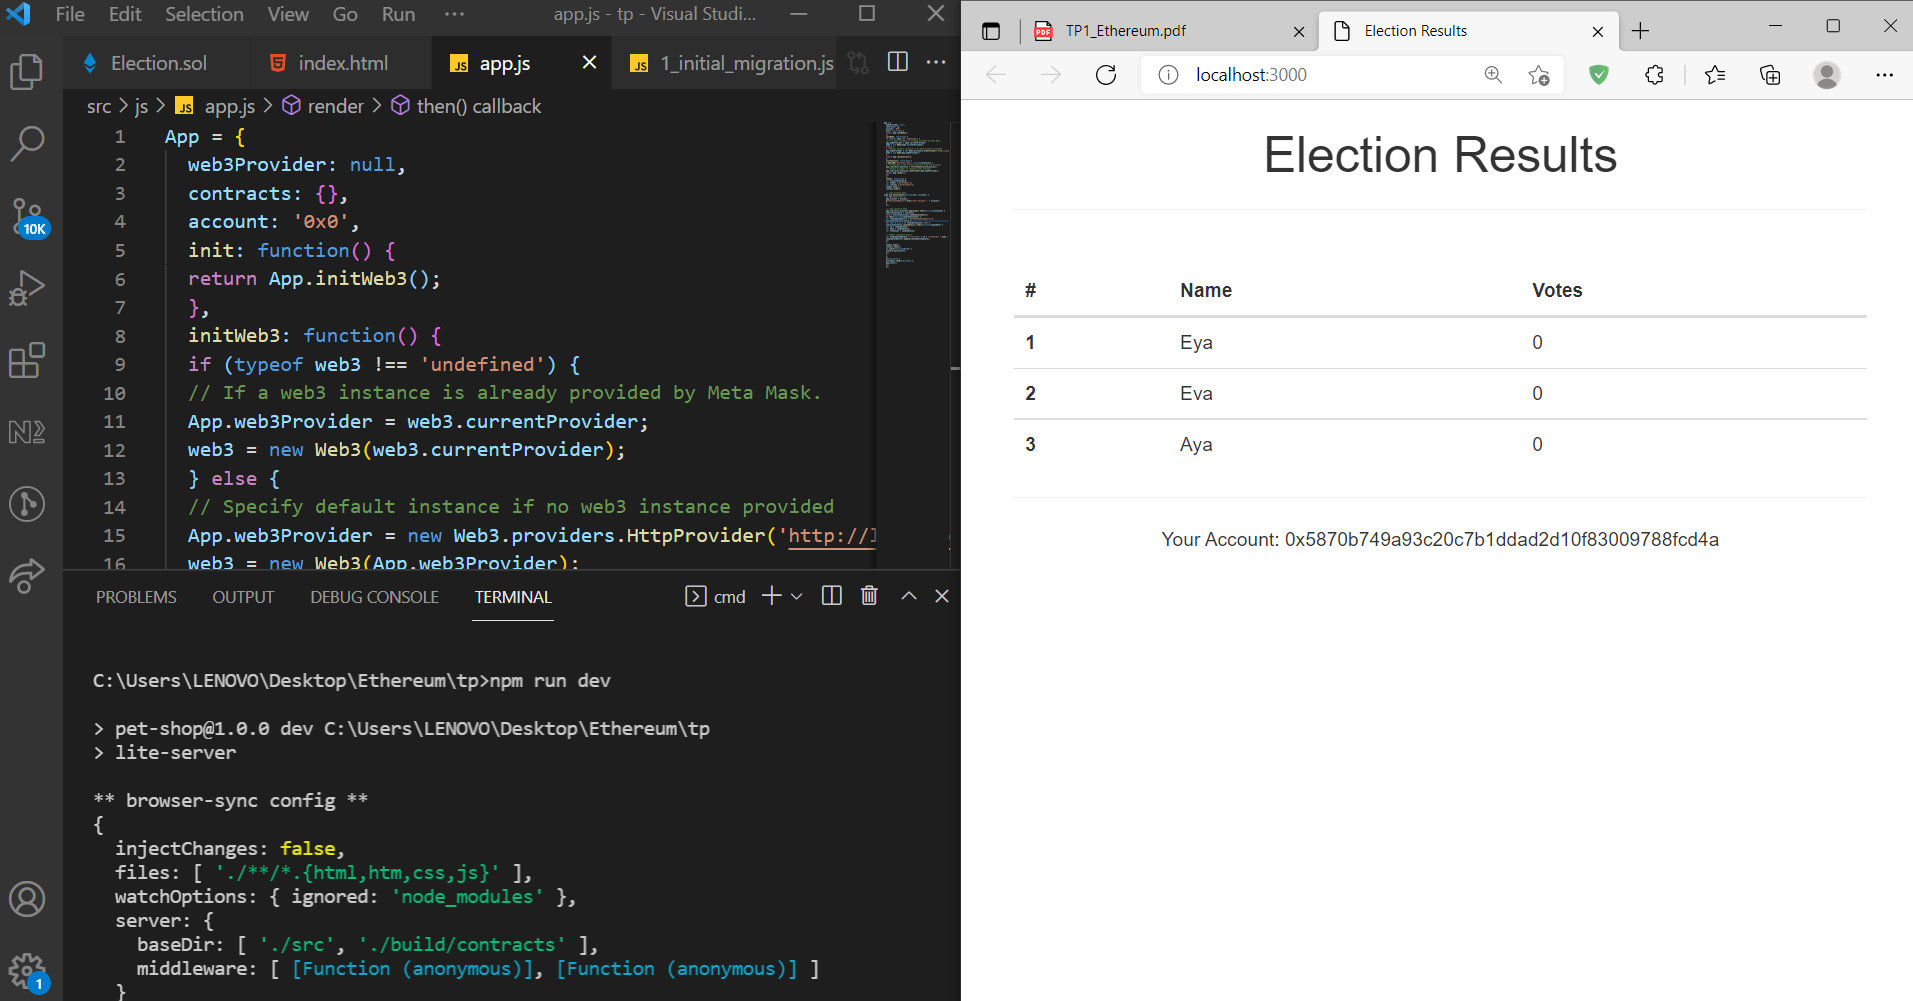 File Edit Selection View Go Run ··· app.js - tp - Visual Studi...
Election.sol index.html JS app.js JS 1_initial_migration.js
src > js > JS app.js > render > then() callback
1 App = {
2 web3Provider: null,
3 contracts: {},
4 account: '0x0',
5 init: function() {
6 return App.initWeb3();
7 },
8 initWeb3: function() {
9 if (typeof web3 !== 'undefined') {
10 // If a web3 instance is already provided by Meta Mask.
11 App.web3Provider = web3.currentProvider;
12 web3 = new Web3(web3.currentProvider);
13 } else {
14 // Specify default instance if no web3 instance provided
15 App.web3Provider = new Web3.providers.HttpProvider('http://l
16 web3 = new Web3(App.web3Provider);
10K
1
PROBLEMS OUTPUT DEBUG CONSOLE TERMINAL cmd
C:\Users\LENOVO\Desktop\Ethereum\tp>npm run dev
> pet-shop@1.0.0 dev C:\Users\LENOVO\Desktop\Ethereum\tp
> lite-server
** browser-sync config **
{
injectChanges: false,
files: [ './**/*.{html,htm,css,js}' ],
watchOptions: { ignored: 'node_modules' },
server: {
baseDir: [ './src', './build/contracts' ],
middleware: [ [Function (anonymous)], [Function (anonymous)] ]
}
PDF TP1_Ethereum.pdf Election Results
localhost:3000
Election Results
# Name Votes
1 Eya 0
2 Eva 0
3 Aya 0
Your Account: 0x5870b749a93c20c7b1ddad2d10f83009788fcd4a